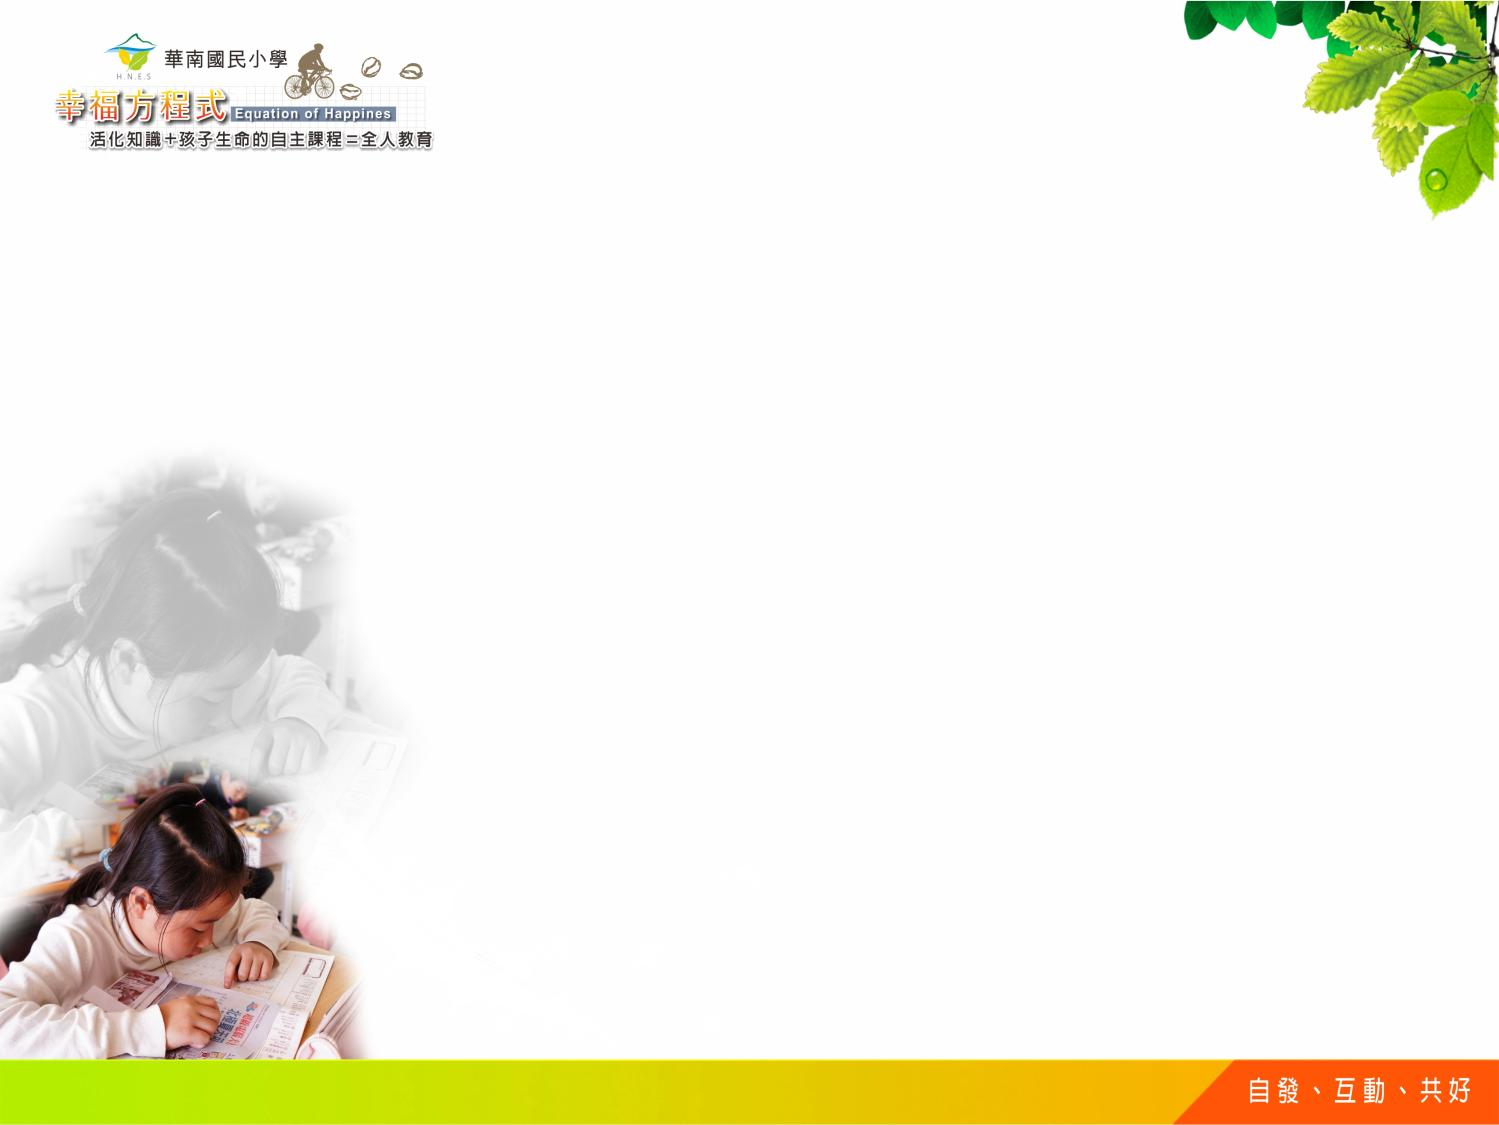 華南國民小學
H.N.E.S
幸福方程式 Equation of Happines
活化知識+孩子生命的自主課程=全人教育
自發、互動、共好